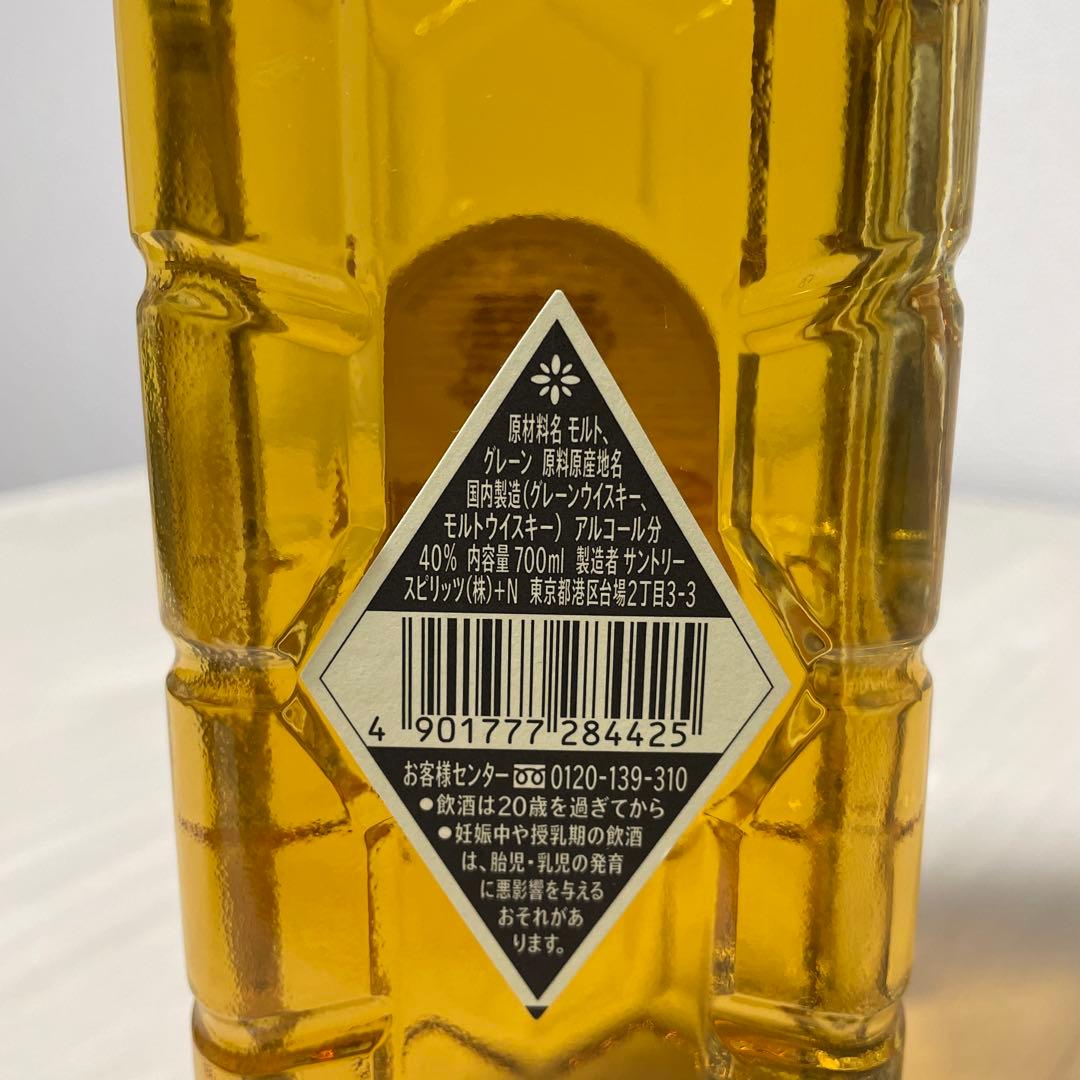 原材料名 モルト、
グレーン 原料原産地名
国内製造(グレーンウイスキー、
モルトウイスキー) アルコール分
40% 内容量700ml 製造者 サントリー
スピリッツ(株)+N 東京都港区台場2丁目3-3
4 901777 284425
お客様センター 0120-139-310
●飲酒は20歳を過ぎてから
●妊娠中や授乳期の飲酒
は、胎児・乳児の発育
に悪影響を与える
おそれがあ
ります。